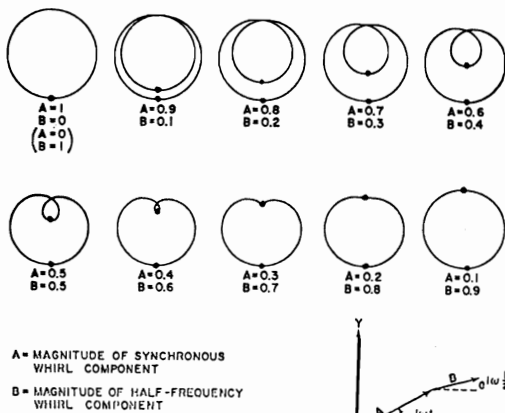 A=1 A=0.9 A=0.8 A=0.7 A=0.6
B=0 B=0.1 B=0.2 B=0.3 B=0.4
(A=0
B=1)
A=0.5 A=0.4 A=0.3 A=0.2 A=0.1
B=0.5 B=0.6 B=0.7 B=0.8 B=0.9
A= MAGNITUDE OF SYNCHRONOUS
WHIRL COMPONENT
B= MAGNITUDE OF HALF-FREQUENCY
WHIRL COMPONENT
Y
B